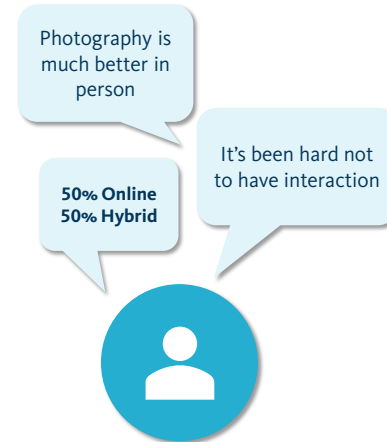 Photography is
much better in
person
It's been hard not
to have interaction
50% Online
50% Hybrid